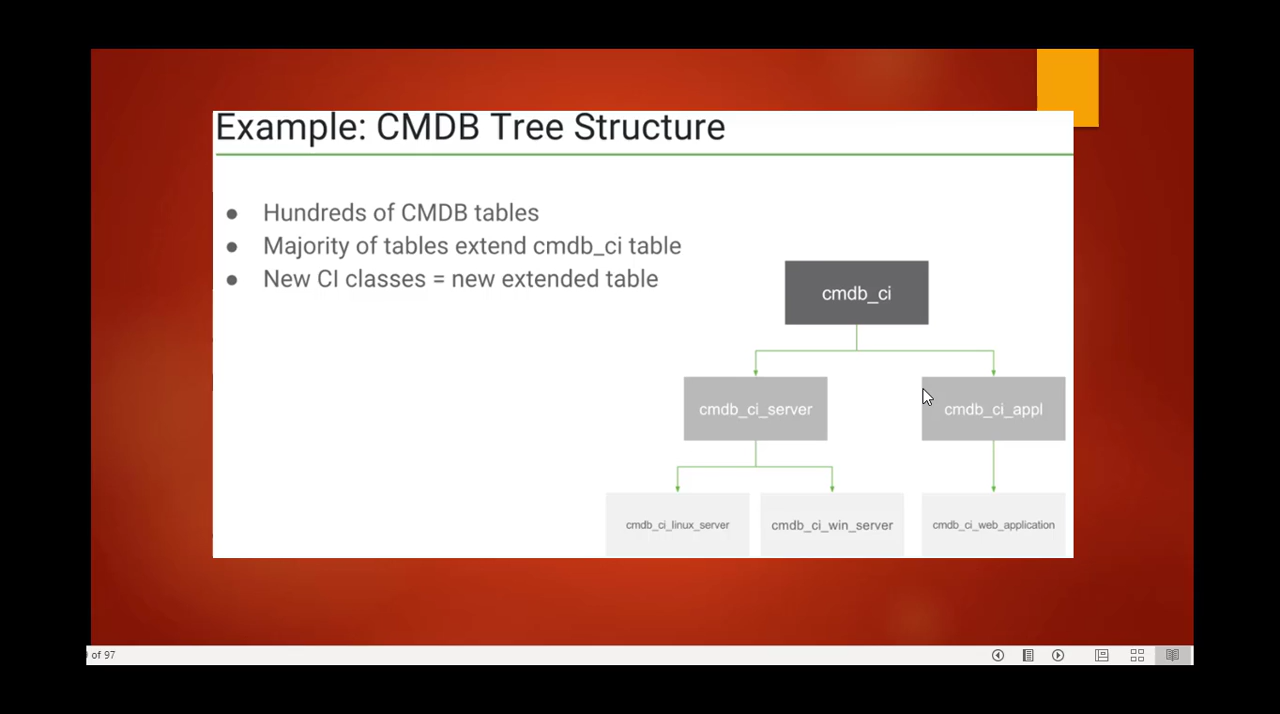 Example: CMDB Tree Structure
● Hundreds of CMDB tables
● Majority of tables extend cmdb_ci table
● New CI classes = new extended table
cmdb_ci
cmdb_ci_server
cmdb_ci_appl
cmdb_ci_linux_server
cmdb_ci_win_server
cmdb_ci_web_application
of 97